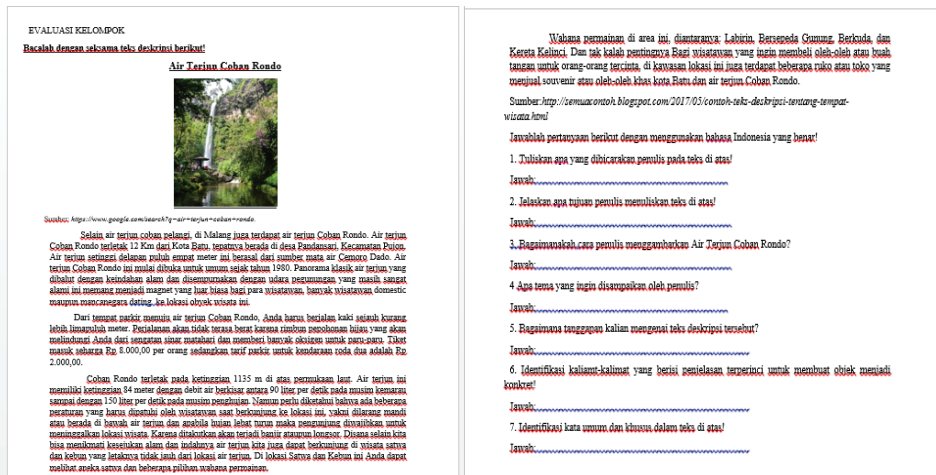 EVALUASI KELOMPOK
Bacalah dengan seksama teks deskripsi berikut!
Air Terjun Coban Rondo
Sumber: https://www.google.com/search?q=air+terjun+coban+rondo.
Selain air terjun coban pelangi, di Malang juga terdapat air terjun Coban Rondo. Air terjun
Coban Rondo terletak 12 Km dari Kota Batu, tepatnya berada di desa Pandansari, Kecamatan Pujon.
Air terjun setinggi delapan puluh empat meter ini berasal dari sumber mata air Cemoro Dado. Air
terjun Coban Rondo ini mulai dibuka untuk umum sejak tahun 1980. Panorama klasik air terjun yang
dibalut dengan keindahan alam dan disempurnakan dengan udara pegunungan yang masih sangat
alami ini memang menjadi magnet yang luar biasa bagi para wisatawan, banyak wisatawan domestic
maupun mancanegara dating ke lokasi obyek wisata ini.
Dari tempat parkir menuju air terjun Coban Rondo, Anda harus berjalan kaki sejauh kurang
lebih limapuluh meter. Perjalanan akan tidak terasa berat karena rimbun pepohonan hijau yang akan
melindungi Anda dari sengatan sinar matahari dan memberi banyak oksigen untuk paru-paru. Tiket
masuk seharga Rp 8.000,00 per orang sedangkan tarif parkir untuk kendaraan roda dua adalah Rp
2.000,00.
Coban Rondo terletak pada ketinggian 1135 m di atas permukaan laut. Air terjun ini
memiliki ketinggian 84 meter dengan debit air berkisar antara 90 liter per detik pada musim kemarau
sampai dengan 150 liter per detik pada musim penghujan. Namun perlu diketahui bahwa ada beberapa
peraturan yang harus dipatuhi oleh wisatawan saat berkunjung ke lokasi ini, yakni dilarang mandi
atau berada di bawah air terjun dan apabila hujan lebat turun maka pengunjung diwajibkan untuk
meninggalkan lokasi wisata. Karena ditakutkan akan terjadi banjir ataupun longsor. Disana selain kita
bisa menikmati kesejukan alam dan indahnya air terjun kita juga dapat berkunjung di wisata satwa
dan kebun yang letaknya tidak jauh dari lokasi air terjun. Di lokasi Satwa dan Kebun ini Anda dapat
melihat aneka satwa dan beberapa pilihan wahana permainan.
Wahana permainan di area ini, diantaranya: Labirin, Bersepeda Gunung, Berkuda, dan
Kereta Kelinci. Dan tak kalah pentingnya Bagi wisatawan yang ingin membeli oleh-oleh atau buah
tangan untuk orang-orang tercinta, di kawasan lokasi ini juga terdapat beberapa ruko atau toko yang
menjual souvenir atau oleh-oleh khas kota Batu dan air terjun Coban Rondo.
Sumber:http://semuacontoh.blogspot.com/2017/05/contoh-teks-deskripsi-tentang-tempat-
wisata.html
Jawablah pertanyaan berikut dengan menggunakan bahasa Indonesia yang benar!
1. Tuliskan apa yang dibicarakan penulis pada teks di atas!
Jawab:
2. Jelaskan apa tujuan penulis menuliskan teks di atas!
Jawab:
3. Bagaimanakah cara penulis menggambarkan Air Terjun Coban Rondo?
Jawab:
4 Apa tema yang ingin disampaikan oleh penulis?
Jawab:
5. Bagaimana tanggapan kalian mengenai teks deskripsi tersebut?
Jawab:
6. Identifikasi kaliamt-kalimat yang berisi penjelasan terperinci untuk membuat objek menjadi
konkret!
Jawab:
7. Identifikasi kata umum dan khusus dalam teks di atas!
Jawab: